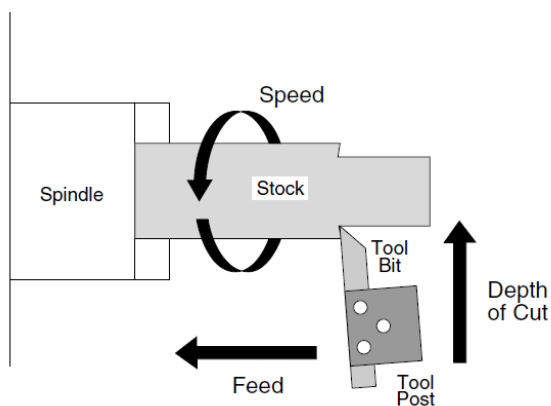 Speed
Spindle
Stock
Tool
Bit
Depth
of Cut
Feed
Tool
Post